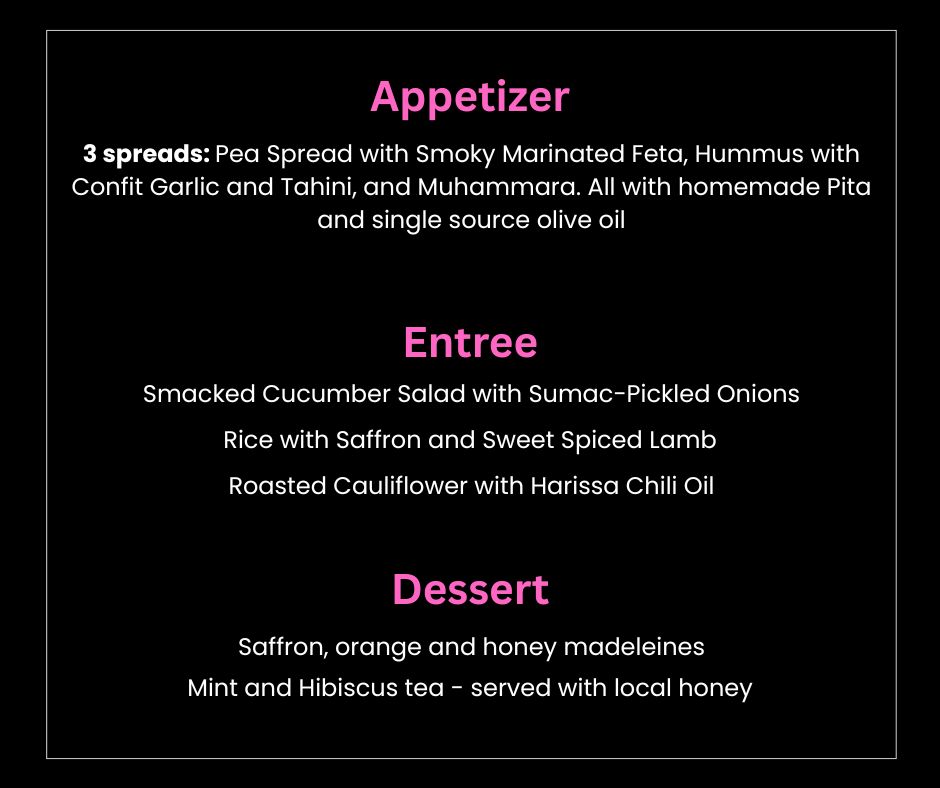 Appetizer
3 spreads: Pea Spread with Smoky Marinated Feta, Hummus with
Confit Garlic and Tahini, and Muhammara. All with homemade Pita
and single source olive oil
Entree
Smacked Cucumber Salad with Sumac-Pickled Onions
Rice with Saffron and Sweet Spiced Lamb
Roasted Cauliflower with Harissa Chili Oil
Dessert
Saffron, orange and honey madeleines
Mint and Hibiscus tea - served with local honey